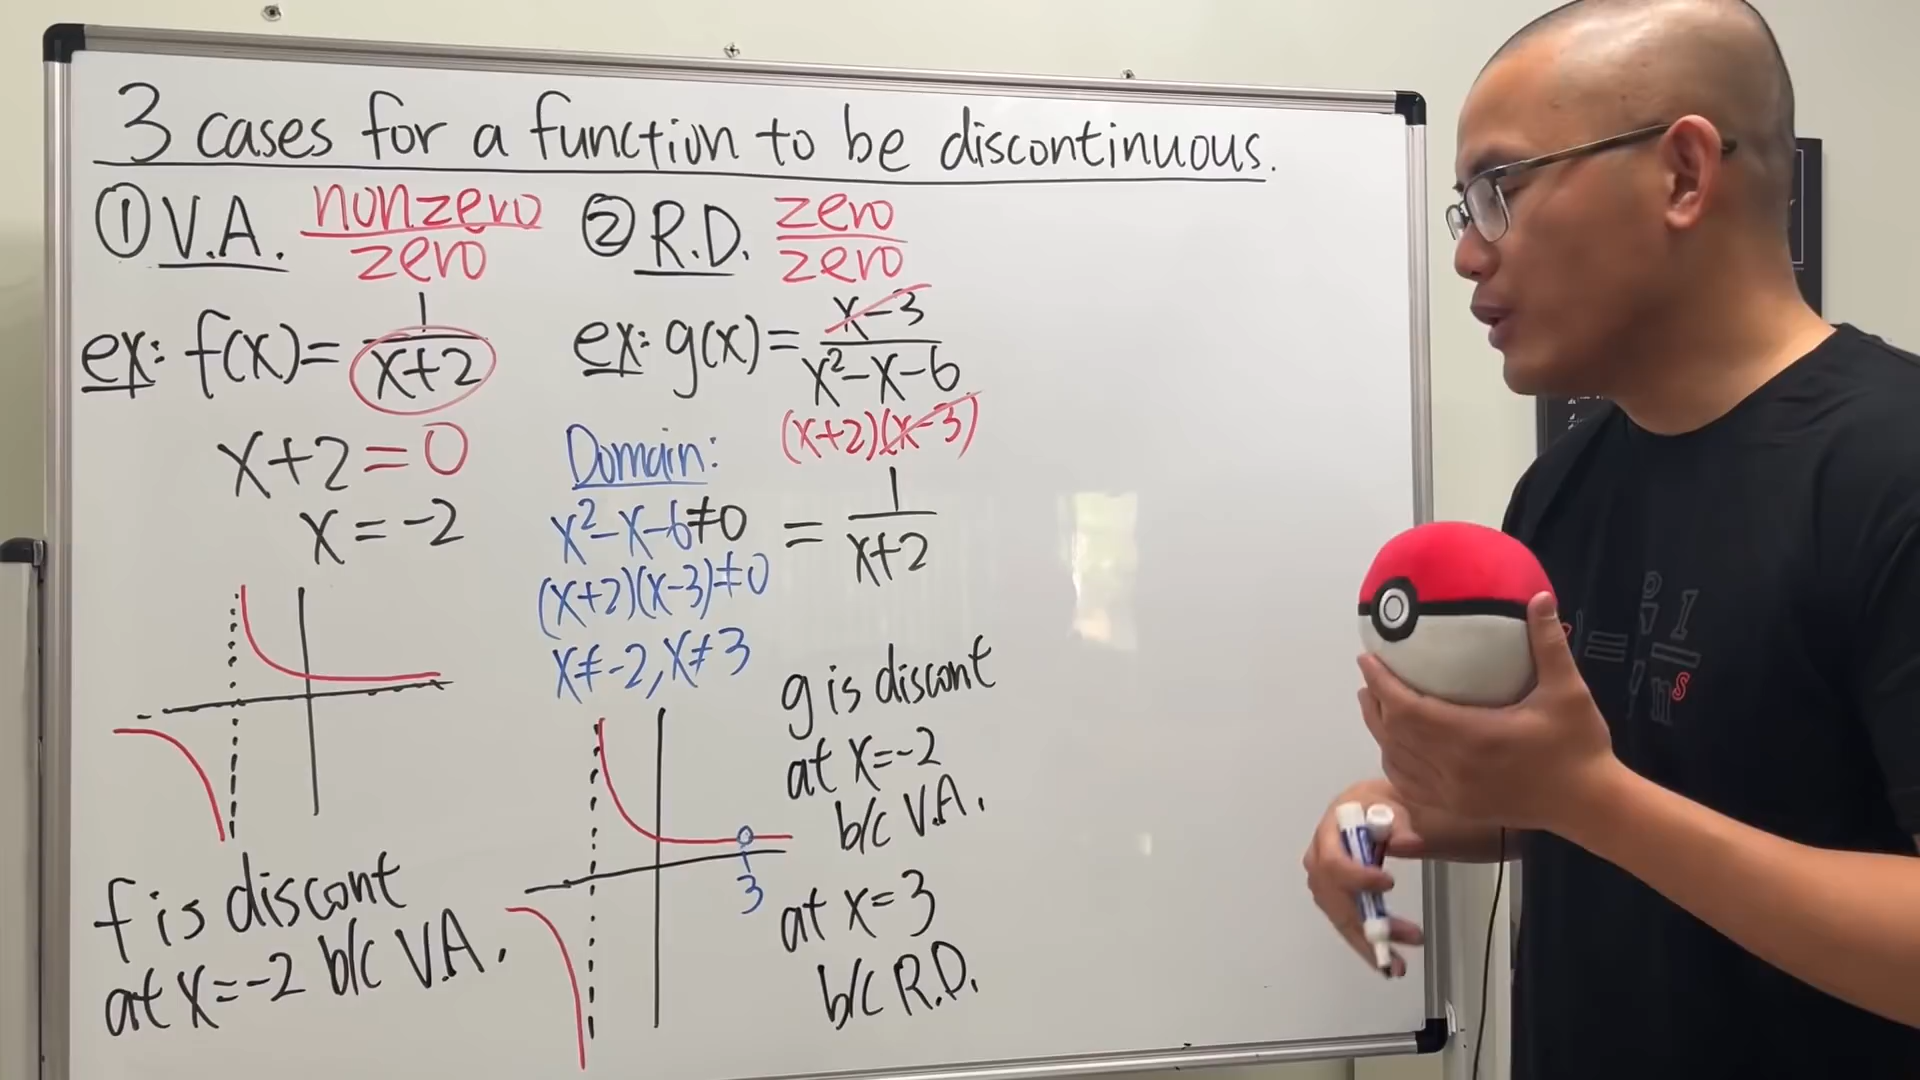 3 cases for a function to be discontinuous.
① V.A. nonzero/zero
ex: f(x)= 1/(x+2)
x+2=0
x=-2
f is discont
at x=-2 b/c V.A.
② R.D. zero/zero
ex: g(x)= (x-3)/(x²-x-6)
(x+2)(x-3)
= 1/(x+2)
Domain:
x²-x-6≠0
(x+2)(x-3)≠0
x≠-2, x≠3
3
g is discont
at x=-2
b/c V.A.
at x=3
b/c R.D.